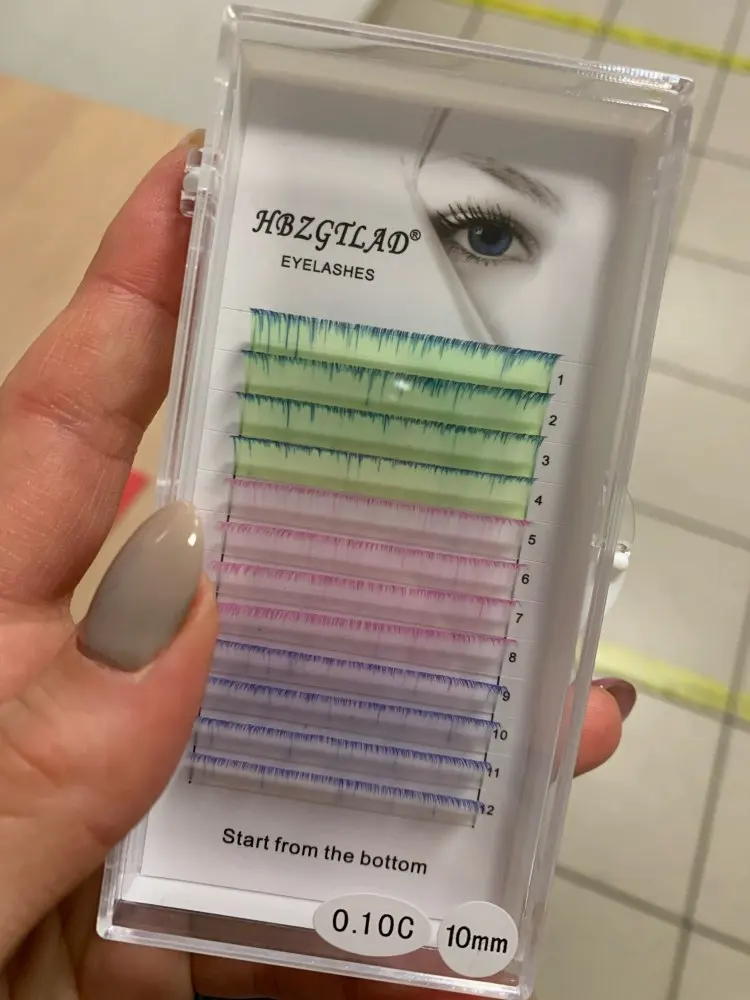 HBZGTLAD®
EYELASHES
1
2
3
4
5
6
7
8
9
10
11
12
Start from the bottom
0.10C
10mm